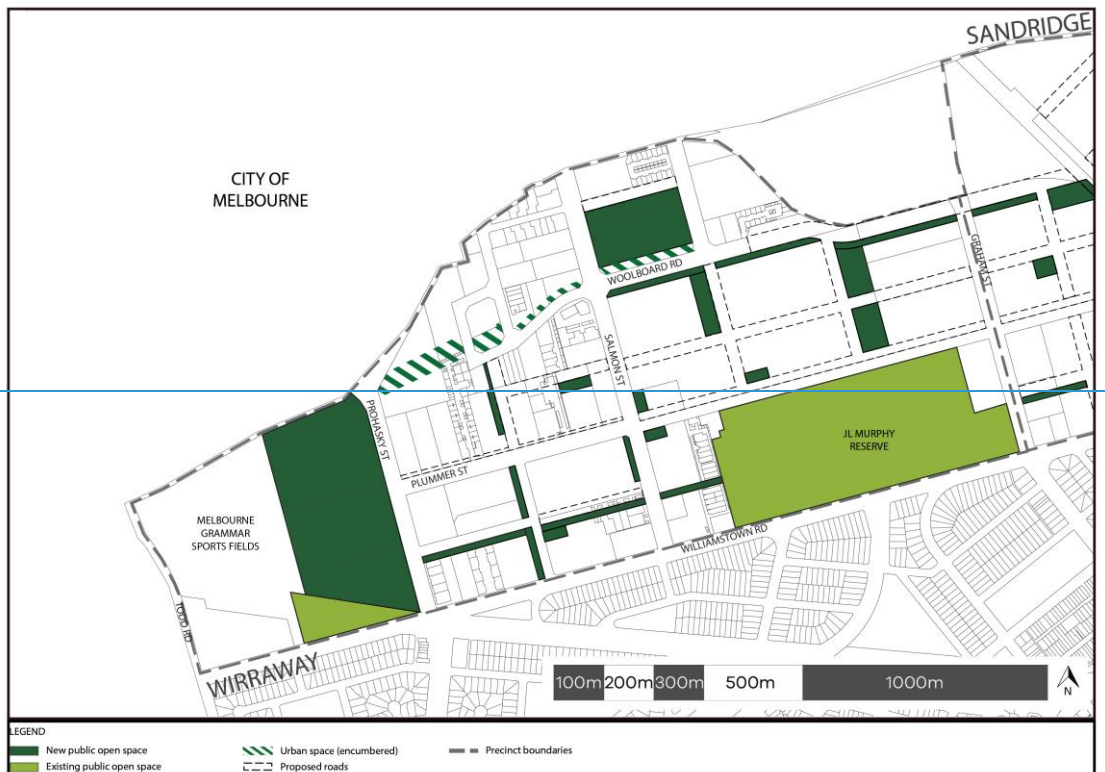 SANDRIDGE
CITY OF
MELBOURNE
WOOLBOARD RD
GRAHAM ST
SALMON ST
PROHASKY ST
JL MURPHY
RESERVE
PLUMMER ST
MELBOURNE
GRAMMAR
SPORTS FIELDS
WILLIAMSTOWN RD
TODD RD
WIRRAWAY
100m 200m 300m 500m 1000m
N
LEGEND
New public open space
Urban space (encumbered)
Precinct boundaries
Existing public open space
Proposed roads